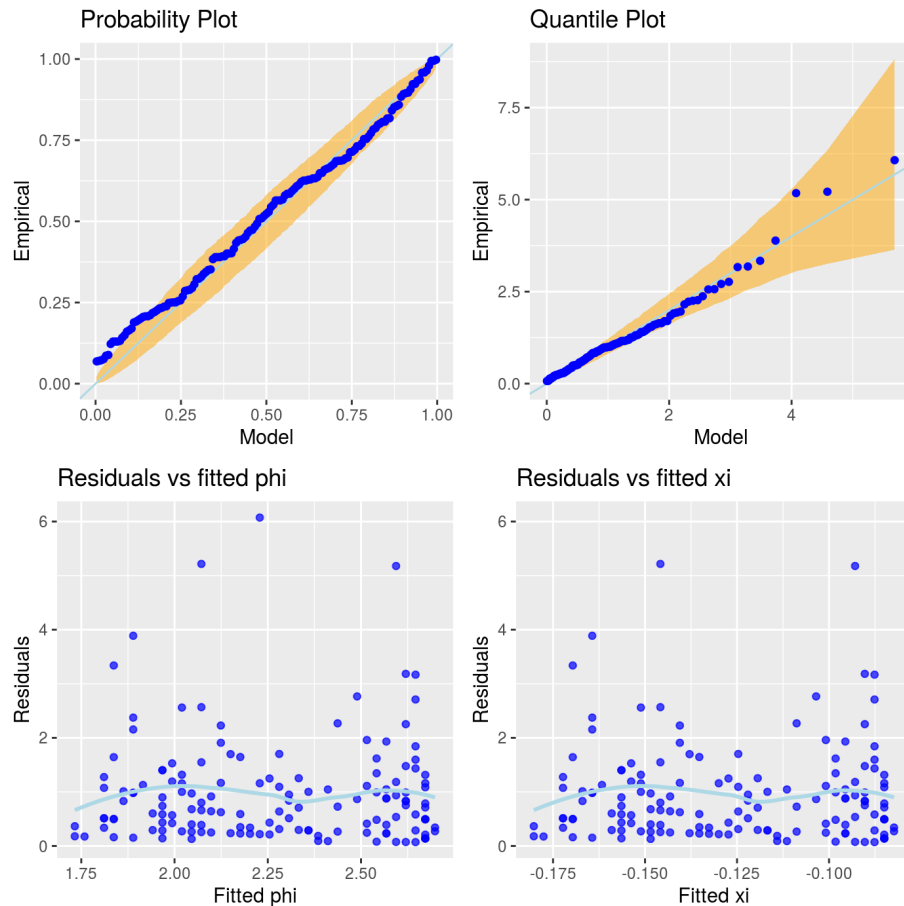 Probability Plot
1.00
0.75
0.50
0.25
0.00
Empirical
0.00 0.25 0.50 0.75 1.00
Model
Quantile Plot
7.5
5.0
2.5
0.0
Empirical
0 2 4
Model
Residuals vs fitted phi
6
4
2
0
Residuals
1.75 2.00 2.25 2.50
Fitted phi
Residuals vs fitted xi
6
4
2
0
Residuals
-0.175 -0.150 -0.125 -0.100
Fitted xi